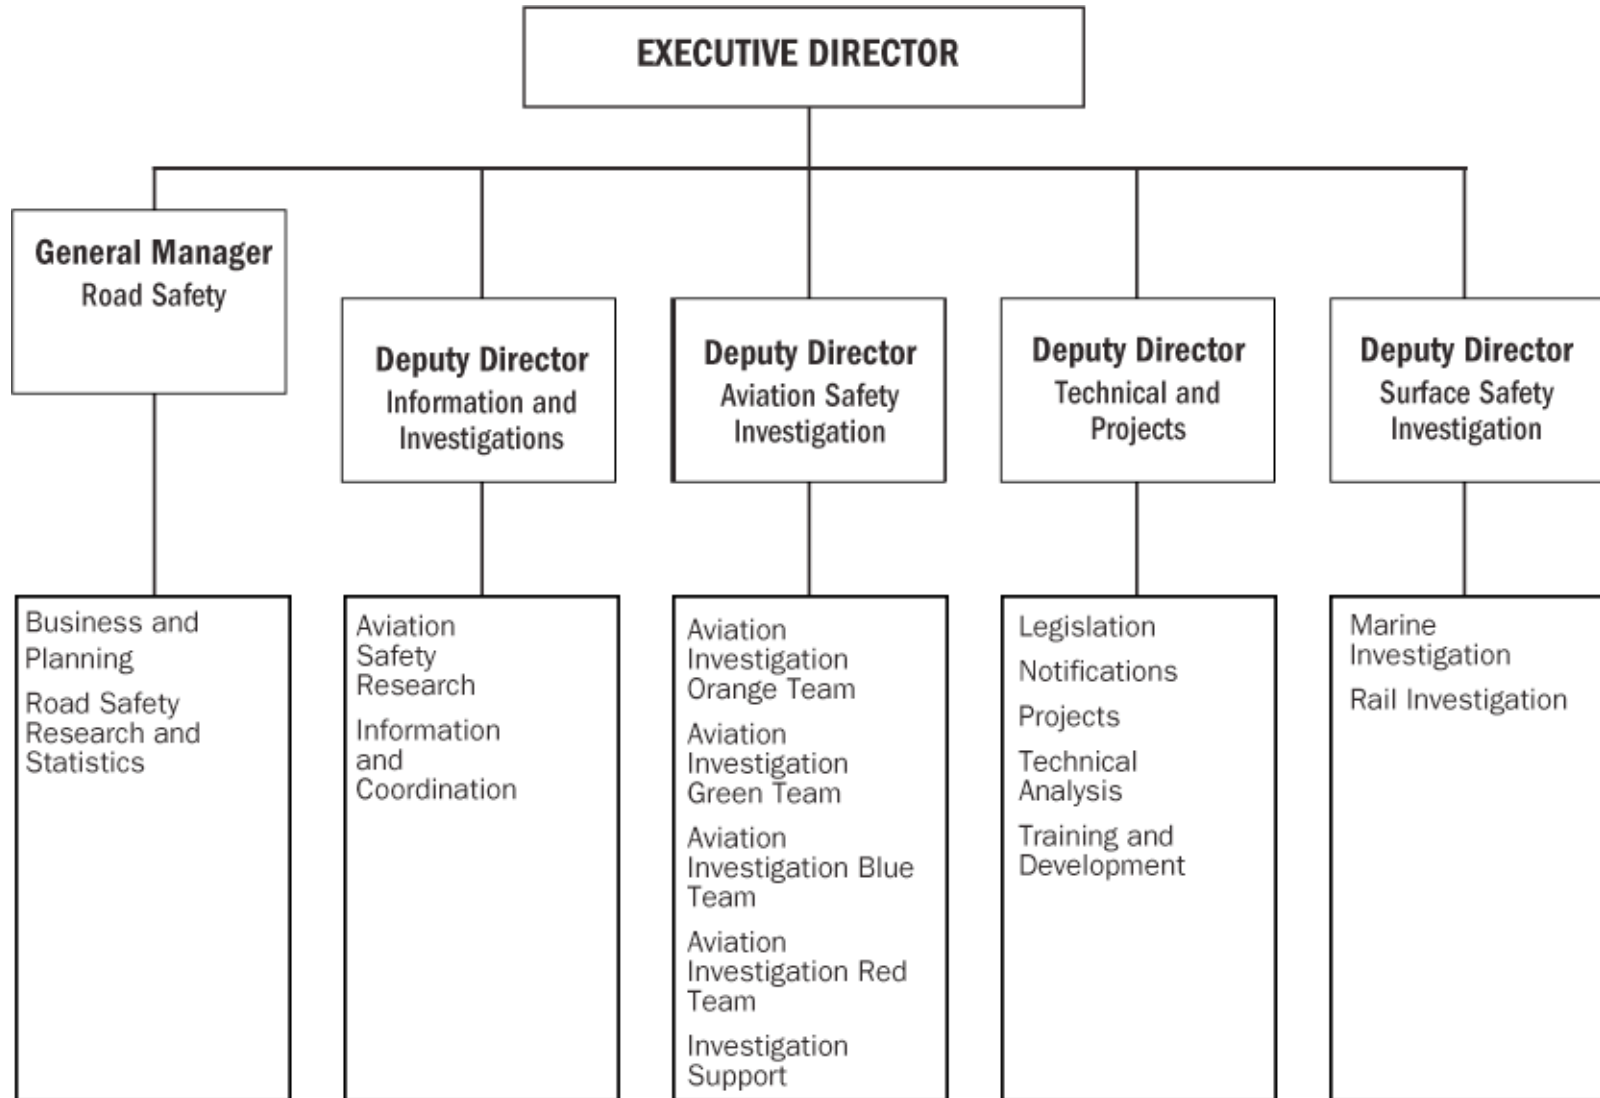 EXECUTIVE DIRECTOR
General Manager
Road Safety
Deputy Director
Information and
Investigations
Deputy Director
Aviation Safety
Investigation
Deputy Director
Technical and
Projects
Deputy Director
Surface Safety
Investigation
Business and
Planning
Road Safety
Research and
Statistics
Aviation
Safety
Research
Information
and
Coordination
Aviation
Investigation
Orange Team
Aviation
Investigation
Green Team
Aviation
Investigation Blue
Team
Aviation
Investigation Red
Team
Investigation
Support
Legislation
Notifications
Projects
Technical
Analysis
Training and
Development
Marine
Investigation
Rail Investigation